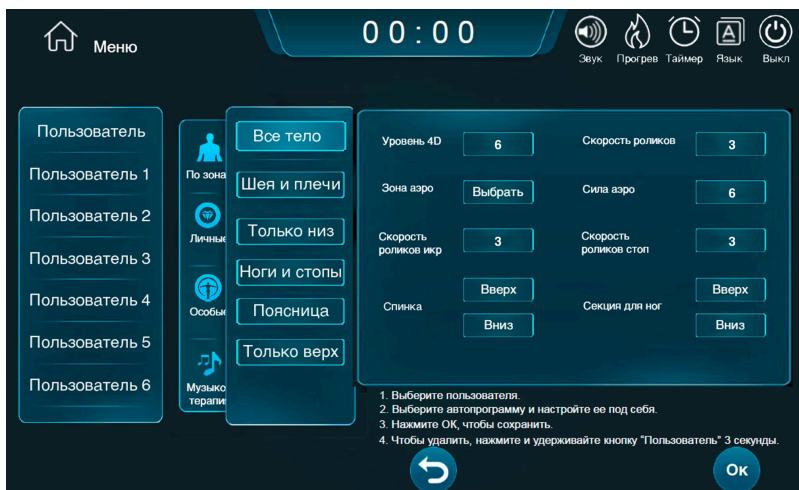 Меню
00:00
Звук
Прогрев
Таймер
Язык
Выкл
Пользователь
Пользователь 1
Пользователь 2
Пользователь 3
Пользователь 4
Пользователь 5
Пользователь 6
По зона
Личные
Особые
Музыко
терапи
Все тело
Шея и плечи
Только низ
Ноги и стопы
Поясница
Только верх
Уровень 4D
6
Скорость роликов
3
Зона аэро
Выбрать
Сила аэро
6
Скорость
роликов икр
3
Скорость
роликов стоп
3
Спинка
Вверх
Вниз
Секция для ног
Вверх
Вниз
1. Выберите пользователя.
2. Выберите автопрограмму и настройте ее под себя.
3. Нажмите ОК, чтобы сохранить.
4. Чтобы удалить, нажмите и удерживайте кнопку "Пользователь" 3 секунды.
Ок